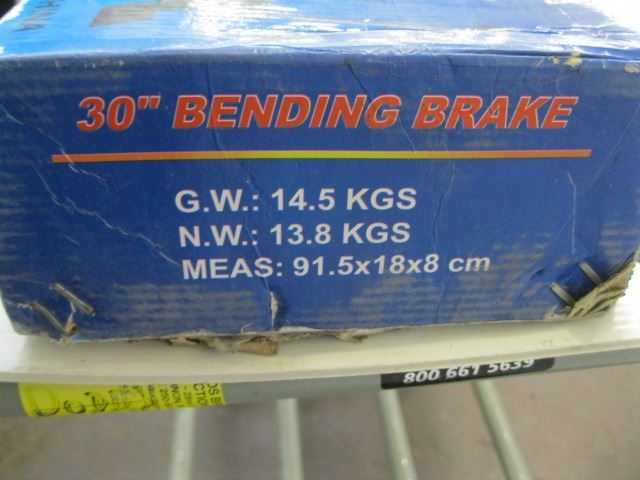 30" BENDING BRAKE
G.W.: 14.5 KGS
N.W.: 13.8 KGS
MEAS: 91.5x18x8 cm
800 661 5639